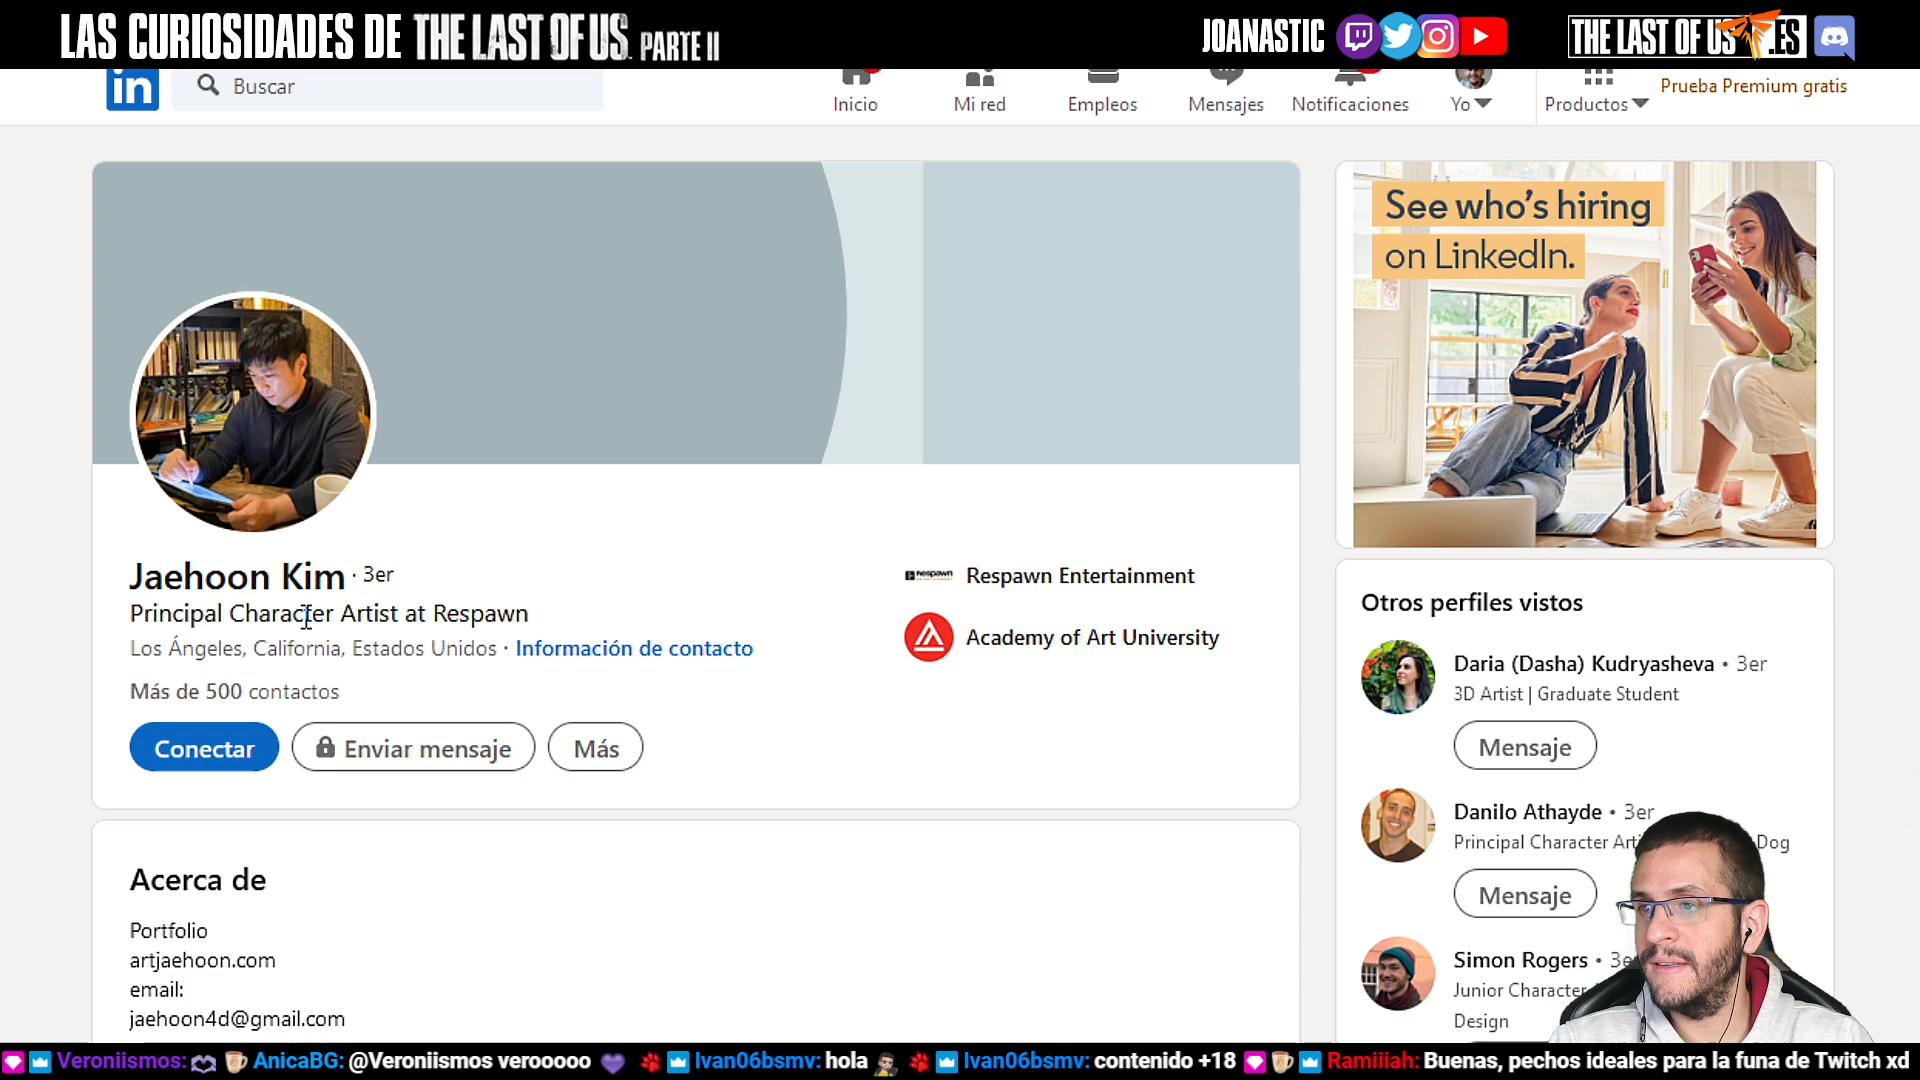 LAS CURIOSIDADES DE THE LAST OF US PARTE II
JOANASTIC
THE LAST OF US .ES
in
Buscar
Inicio
Mi red
Empleos
Mensajes
Notificaciones
Yo
Productos
Prueba Premium gratis
See who's hiring
on LinkedIn.
Jaehoon Kim · 3er
Principal Character Artist at Respawn
Los Ángeles, California, Estados Unidos · Información de contacto
Más de 500 contactos
Conectar
Enviar mensaje
Más
Respawn Entertainment
Academy of Art University
Acerca de
Portfolio
artjaehoon.com
email:
jaehoon4d@gmail.com
Otros perfiles vistos
Daria (Dasha) Kudryasheva • 3er
3D Artist | Graduate Student
Mensaje
Danilo Athayde • 3er
Principal Character Dog
Mensaje
Simon Rogers •
Junior Character
Design
Veroniismos: AnicaBG: @Veroniismos verooooo Ivan06bsmv: hola Ivan06bsmv: contenido +18 Ramiiiah: Buenas, pechos ideales para la funa de Twitch xd